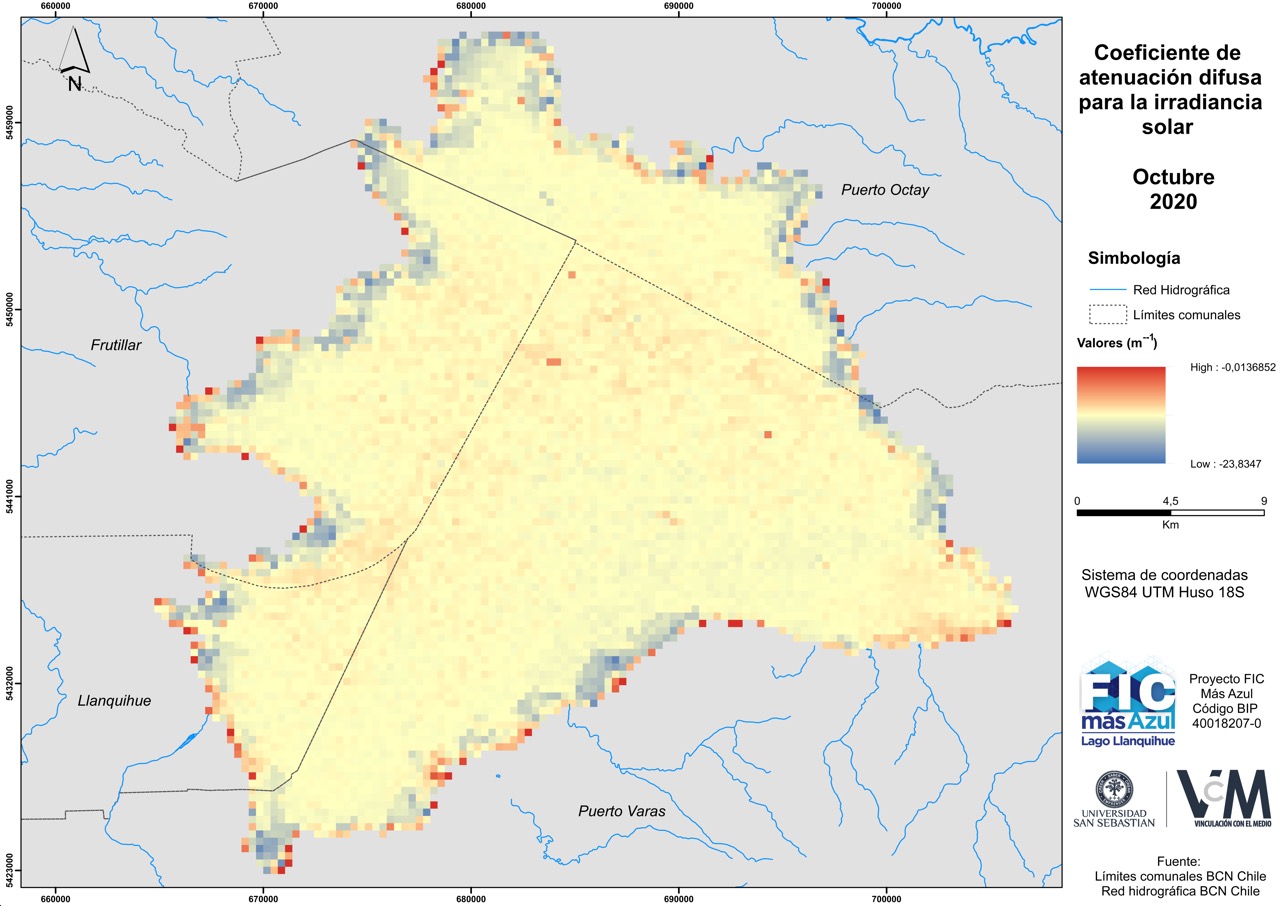 660000
670000
680000
690000
700000
N
5459000
5450000
5441000
5432000
5423000
Puerto Octay
Frutillar
Llanquihue
Puerto Varas
660000
670000
680000
690000
700000
Coeficiente de
atenuación difusa
para la irradiancia
solar
Octubre
2020
Simbología
Red Hidrográfica
Límites comunales
Valores (m⁻⁻¹)
High : -0,0136852
Low : -23,8347
0 4,5 9
Km
Sistema de coordenadas
WGS84 UTM Huso 18S
FIC
más Azul
Lago Llanquihue
Proyecto FIC
Más Azul
Código BIP
40018207-0
UNIVERSIDAD
SAN SEBASTIAN
VcM
VINCULACIÓN CON EL MEDIO
Fuente:
Límites comunales BCN Chile
Red hidrográfica BCN Chile